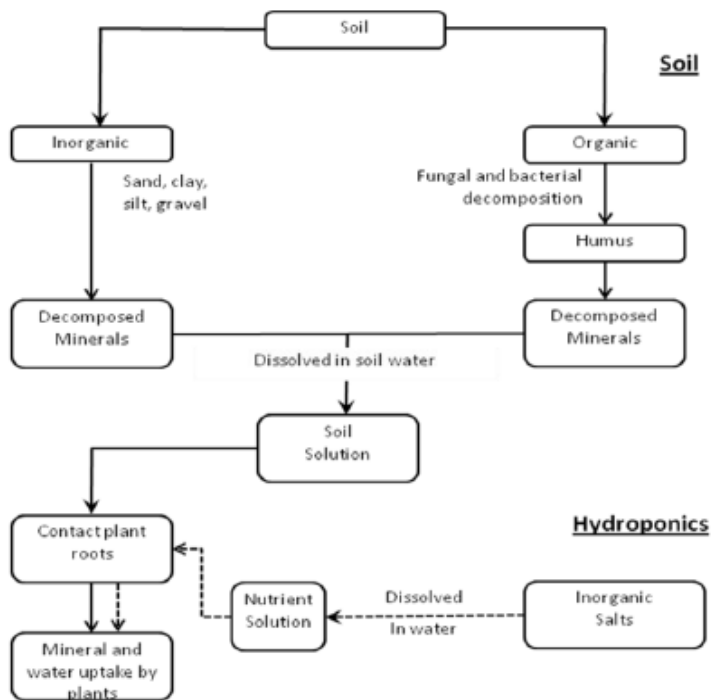 Soil
Soil
Inorganic
Organic
Sand, clay,
silt, gravel
Fungal and bacterial
decomposition
Humus
Decomposed
Minerals
Decomposed
Minerals
Dissolved in soil water
Soil
Solution
Hydroponics
Contact plant
roots
Nutrient
Solution
Dissolved
In water
Inorganic
Salts
Mineral and
water uptake by
plants